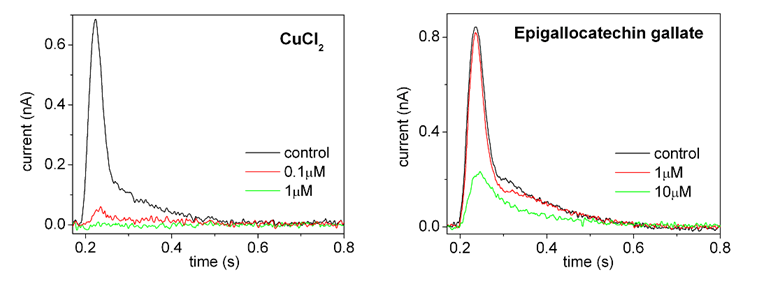 CuCl2
current (nA)
0.6
0.4
0.2
0.0
control
0.1μM
1μM
0.2 0.4 0.6 0.8
time (s)
Epigallocatechin gallate
current (nA)
0.8
0.4
0.0
control
1μM
10μM
0.2 0.4 0.6 0.8
time (s)